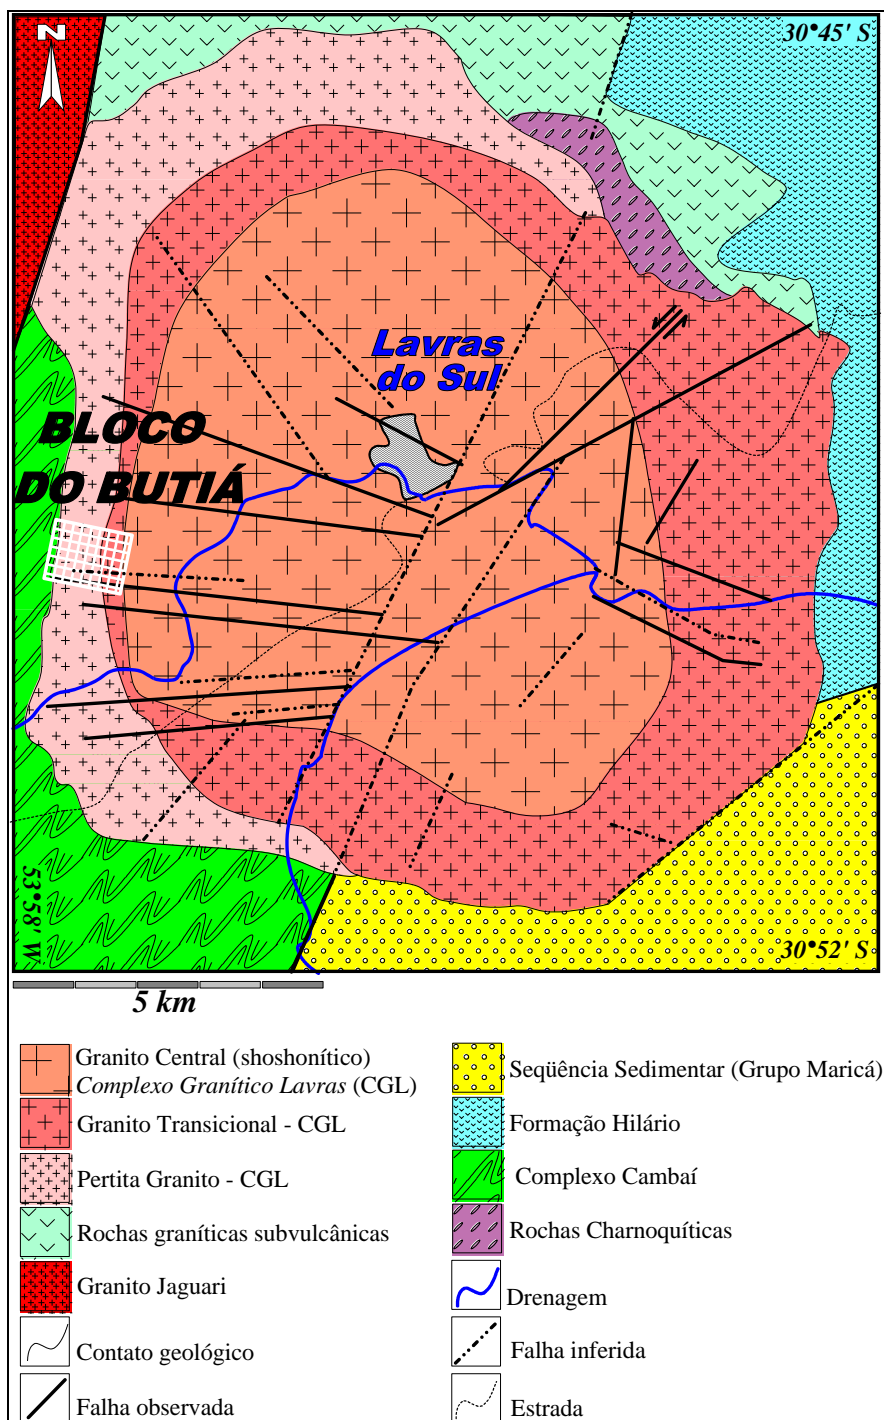 N
30°45' S
Lavras
do Sul
BLOCO
DO BUTIÁ
53°58' W
30°52' S
5 km
Granito Central (shoshonítico)
Complexo Granítico Lavras (CGL)
Granito Transicional - CGL
Pertita Granito - CGL
Rochas graníticas subvulcânicas
Granito Jaguari
Contato geológico
Falha observada
Seqüência Sedimentar (Grupo Maricá)
Formação Hilário
Complexo Cambaí
Rochas Charnoquíticas
Drenagem
Falha inferida
Estrada